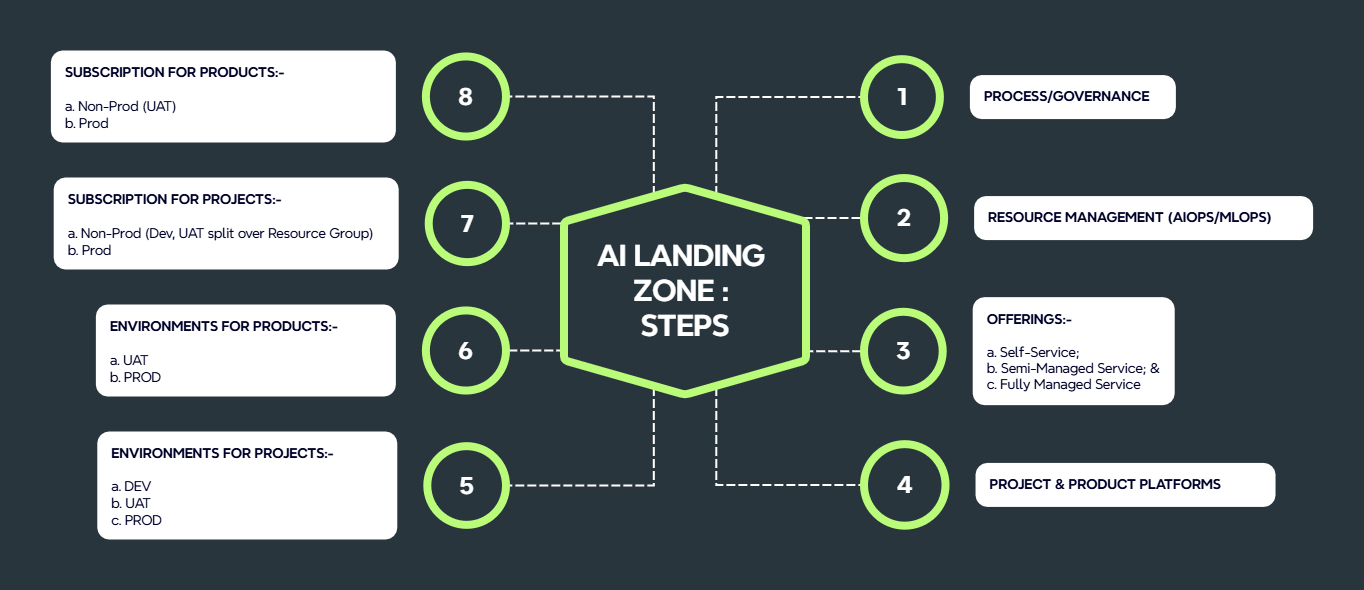 AI LANDING
ZONE :
STEPS
1
PROCESS/GOVERNANCE
2
RESOURCE MANAGEMENT (AIOPS/MLOPS)
3
OFFERINGS:-
a. Self-Service;
b. Semi-Managed Service; &
c. Fully Managed Service
4
PROJECT & PRODUCT PLATFORMS
5
ENVIRONMENTS FOR PROJECTS:-
a. DEV
b. UAT
c. PROD
6
ENVIRONMENTS FOR PRODUCTS:-
a. UAT
b. PROD
7
SUBSCRIPTION FOR PROJECTS:-
a. Non-Prod (Dev, UAT split over Resource Group)
b. Prod
8
SUBSCRIPTION FOR PRODUCTS:-
a. Non-Prod (UAT)
b. Prod